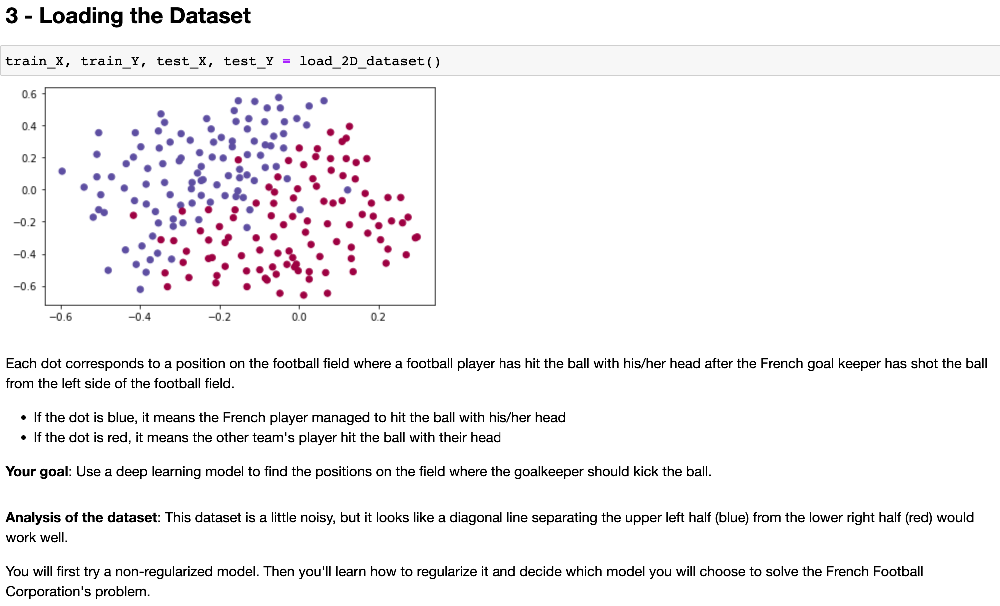 3 - Loading the Dataset
train_X, train_Y, test_X, test_Y = load_2D_dataset()
0.6
0.4
0.2
0.0
−0.2
−0.4
−0.6
−0.6 −0.4 −0.2 0.0 0.2
Each dot corresponds to a position on the football field where a football player has hit the ball with his/her head after the French goal keeper has shot the ball
from the left side of the football field.
• If the dot is blue, it means the French player managed to hit the ball with his/her head
• If the dot is red, it means the other team's player hit the ball with their head
Your goal: Use a deep learning model to find the positions on the field where the goalkeeper should kick the ball.
Analysis of the dataset: This dataset is a little noisy, but it looks like a diagonal line separating the upper left half (blue) from the lower right half (red) would
work well.
You will first try a non-regularized model. Then you'll learn how to regularize it and decide which model you will choose to solve the French Football
Corporation's problem.